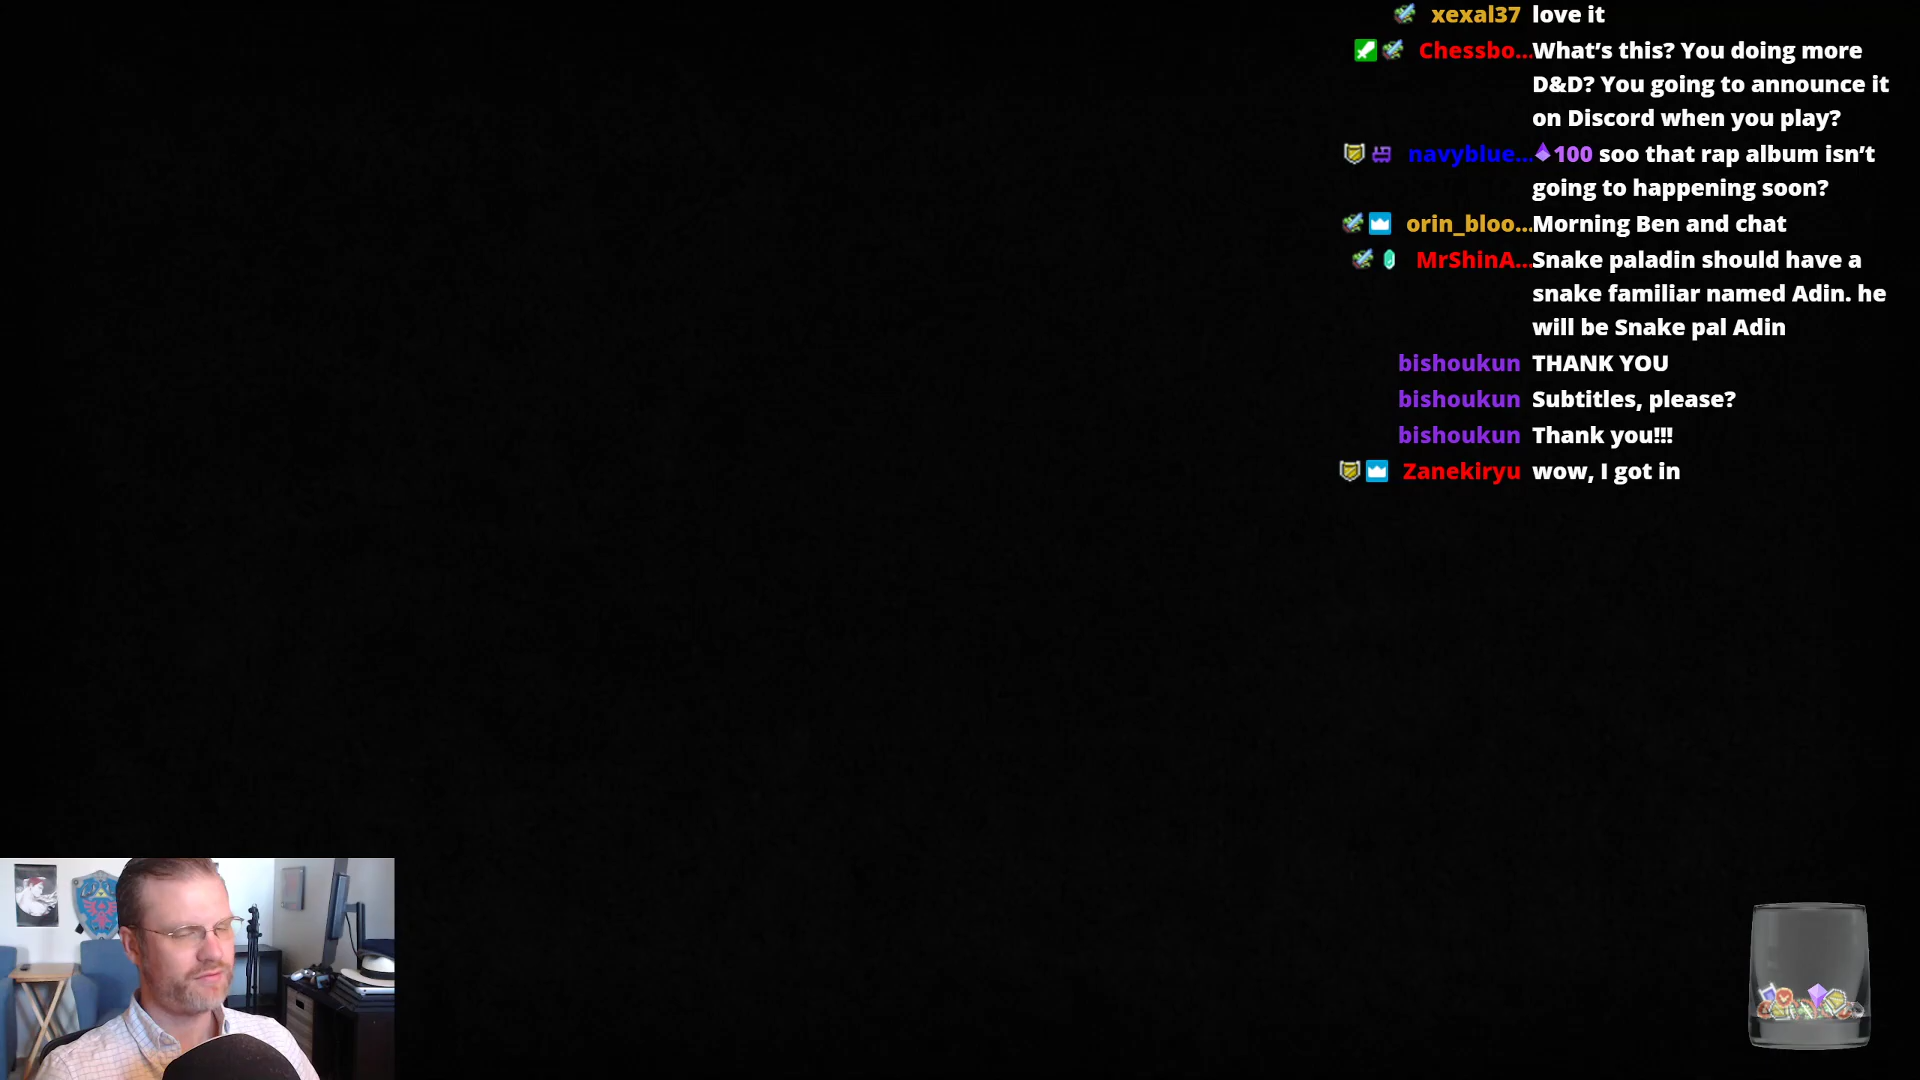 xexal37 love it
Chessbo... What's this? You doing more
D&D? You going to announce it
on Discord when you play?
navyblue... 100 soo that rap album isn't
going to happening soon?
orin_bloo... Morning Ben and chat
MrShinA... Snake paladin should have a
snake familiar named Adin. he
will be Snake pal Adin
bishoukun THANK YOU
bishoukun Subtitles, please?
bishoukun Thank you!!!
Zanekiryu wow, I got in